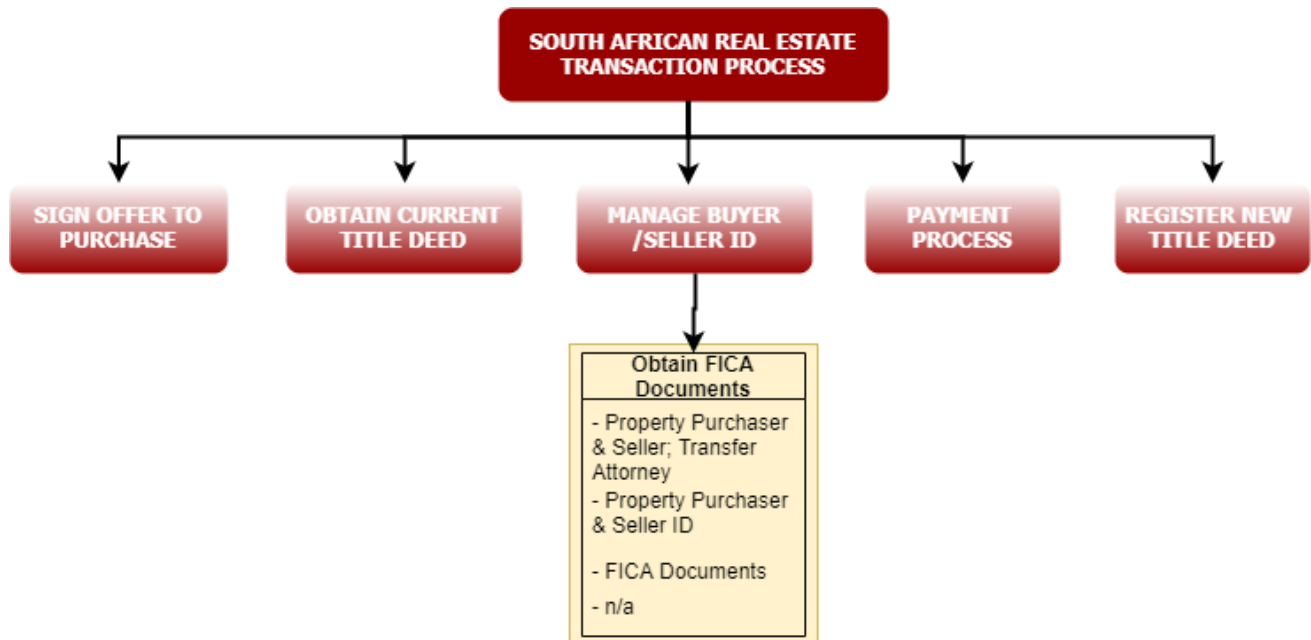 SOUTH AFRICAN REAL ESTATE
TRANSACTION PROCESS
SIGN OFFER TO
PURCHASE
OBTAIN CURRENT
TITLE DEED
MANAGE BUYER
/SELLER ID
PAYMENT
PROCESS
REGISTER NEW
TITLE DEED
Obtain FICA
Documents
- Property Purchaser
& Seller; Transfer
Attorney
- Property Purchaser
& Seller ID
- FICA Documents
- n/a